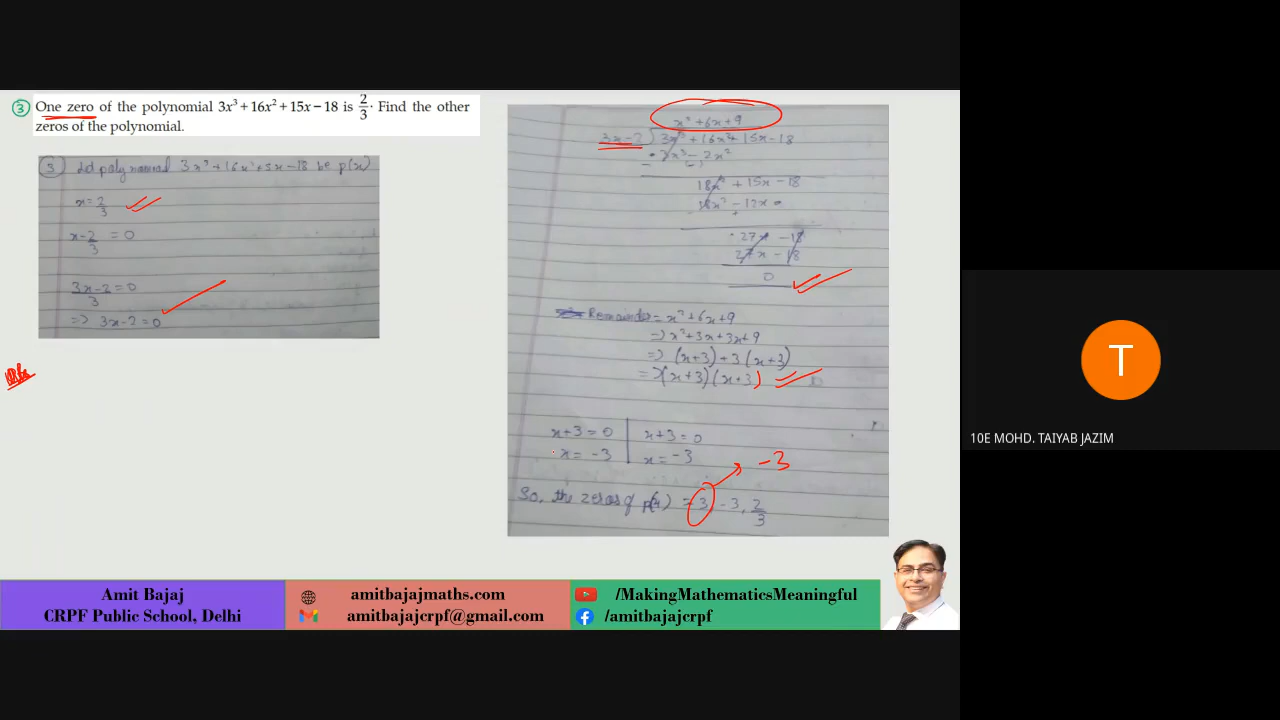 ③ One zero of the polynomial 3x³ + 16x² + 15x − 18 is 2/3. Find the other
zeros of the polynomial.
③ Let polynomial 3x³ + 16x² + 5x − 18 be p(x)
x = 2/3
x − 2/3 = 0
3x − 2 / 3 = 0
=> 3x − 2 = 0
x² + 6x + 9
3x − 2 ) 3x³ + 16x² + 15x − 18
3x³ − 2x²
18x² + 15x − 18
18x² − 12x
27x − 18
27x − 18
0
Remainder = x² + 6x + 9
=> x² + 3x + 3x + 9
=> (x + 3) + 3 (x + 3)
=> (x + 3) (x + 3)
x + 3 = 0 | x + 3 = 0
x = −3 | x = −3
−3
So, the zeros of p(x) = 3, −3, 2/3
T
10E MOHD. TAIYAB JAZIM
Amit Bajaj
CRPF Public School, Delhi
amitbajajmaths.com
amitbajajcrpf@gmail.com
/MakingMathematicsMeaningful
/amitbajajcrpf